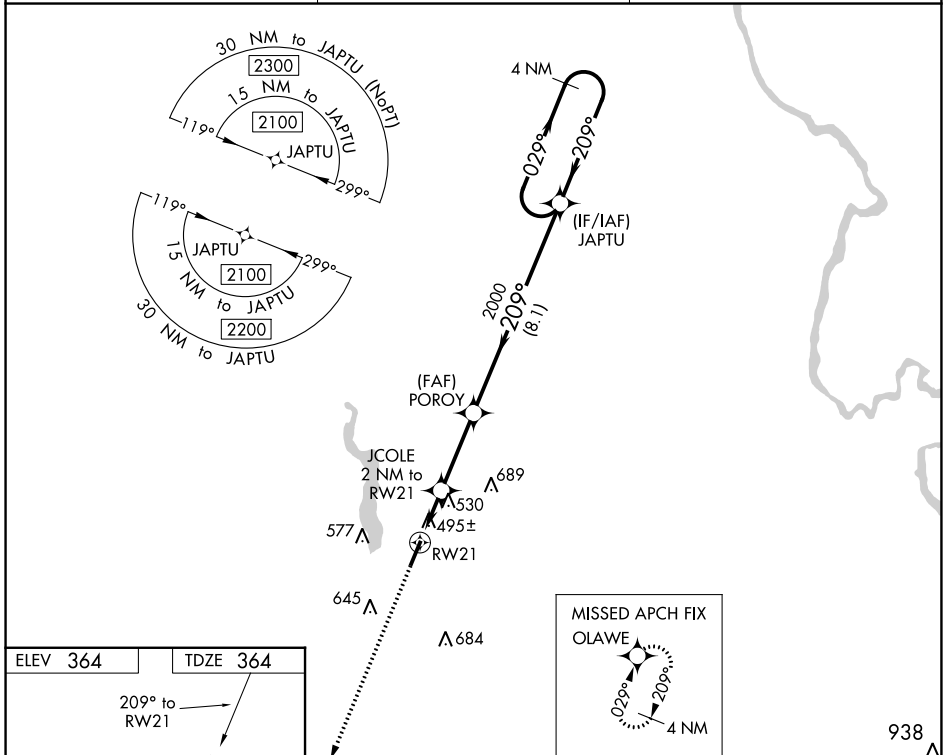 30 NM to JAPTU (NoPT)
2300
15 NM to JAPTU
2100
119°
JAPTU
299°
119°
JAPTU
299°
2100
15 NM to JAPTU
2200
30 NM to JAPTU
4 NM
029°
209°
(IF/IAF)
JAPTU
2000
209°
(8.1)
(FAF)
POROY
JCOLE
2 NM to
RW21
689
530
495±
577
RW21
645
684
MISSED APCH FIX
OLAWE
029°
209°
4 NM
ELEV 364
TDZE 364
209° to
RW21
938